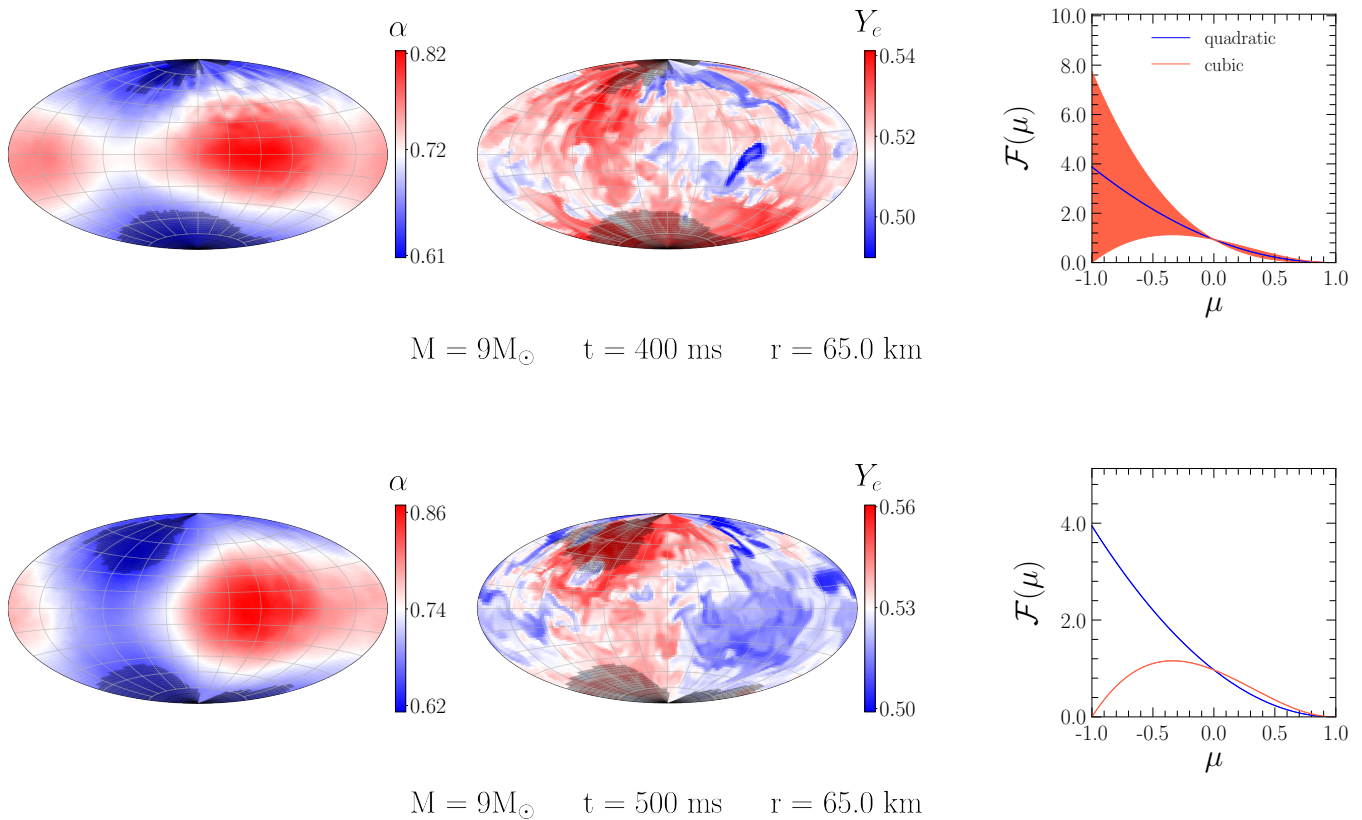 α
0.82
0.72
0.61
Y_e
0.54
0.52
0.50
10.0
8.0
6.0
4.0
2.0
0.0
F(μ)
quadratic
cubic
-1.0 -0.5 0.0 0.5 1.0
μ
M = 9M⊙ t = 400 ms r = 65.0 km
α
0.86
0.74
0.62
Y_e
0.56
0.53
0.50
4.0
2.0
0.0
F(μ)
-1.0 -0.5 0.0 0.5 1.0
μ
M = 9M⊙ t = 500 ms r = 65.0 km